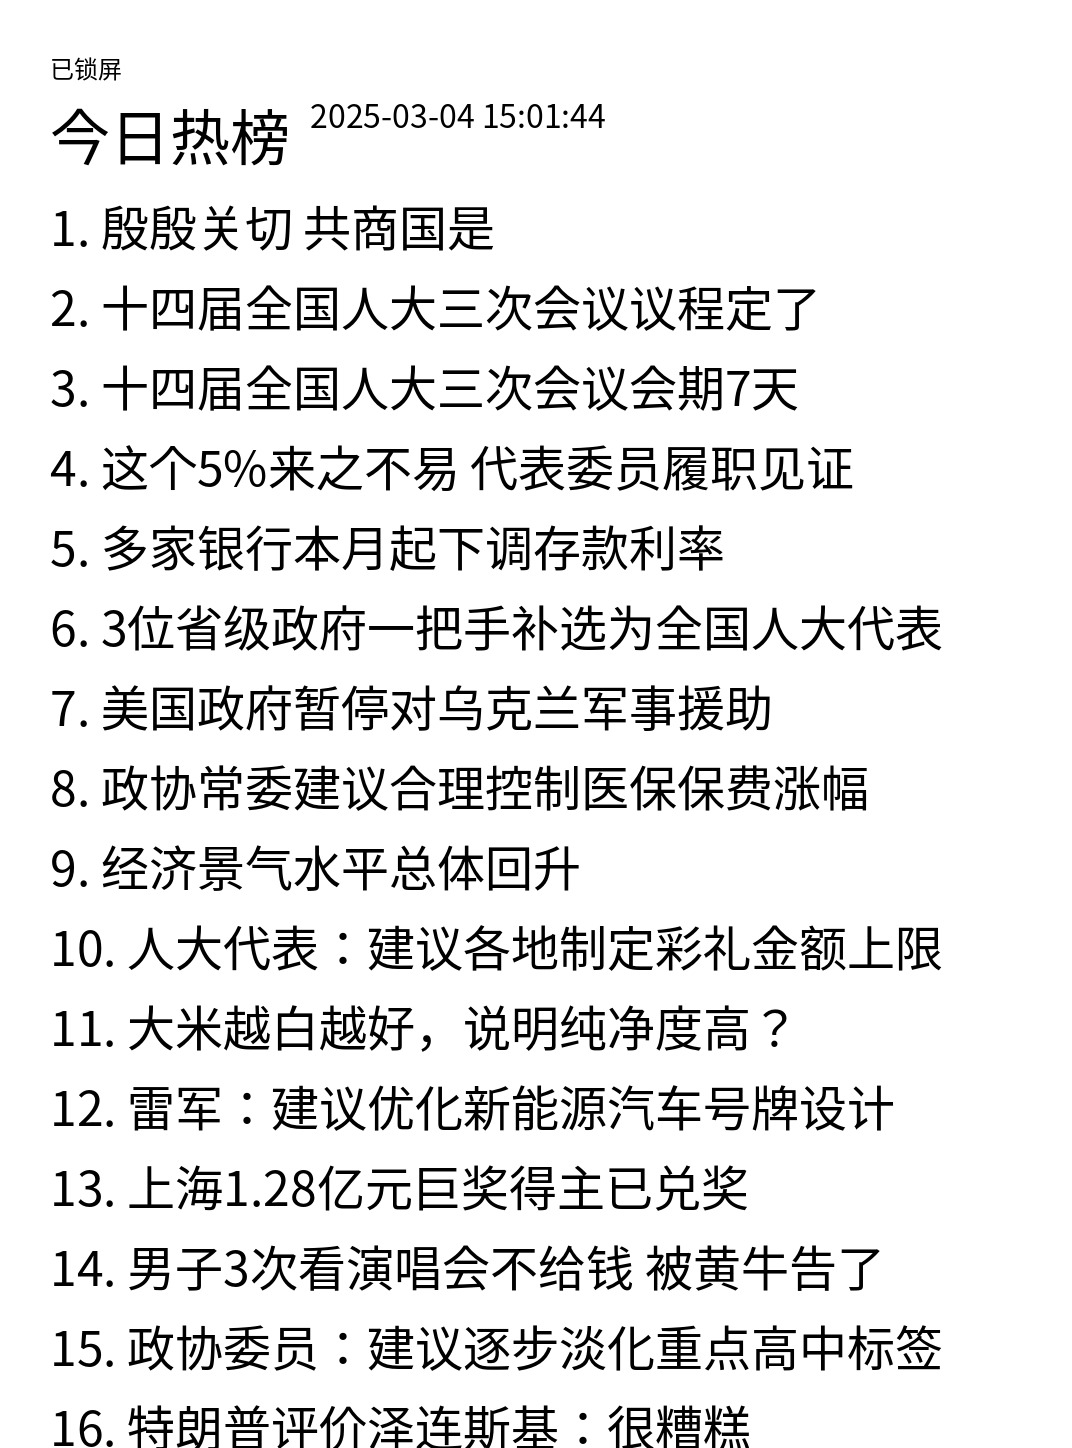 已锁屏
今日热榜 2025-03-04 15:01:44
1. 殷殷关切 共商国是
2. 十四届全国人大三次会议议程定了
3. 十四届全国人大三次会议会期7天
4. 这个5%来之不易 代表委员履职见证
5. 多家银行本月起下调存款利率
6. 3位省级政府一把手补选为全国人大代表
7. 美国政府暂停对乌克兰军事援助
8. 政协常委建议合理控制医保保费涨幅
9. 经济景气水平总体回升
10. 人大代表：建议各地制定彩礼金额上限
11. 大米越白越好，说明纯净度高？
12. 雷军：建议优化新能源汽车号牌设计
13. 上海1.28亿元巨奖得主已兑奖
14. 男子3次看演唱会不给钱 被黄牛告了
15. 政协委员：建议逐步淡化重点高中标签
16. 特朗普评价泽连斯基：很糟糕